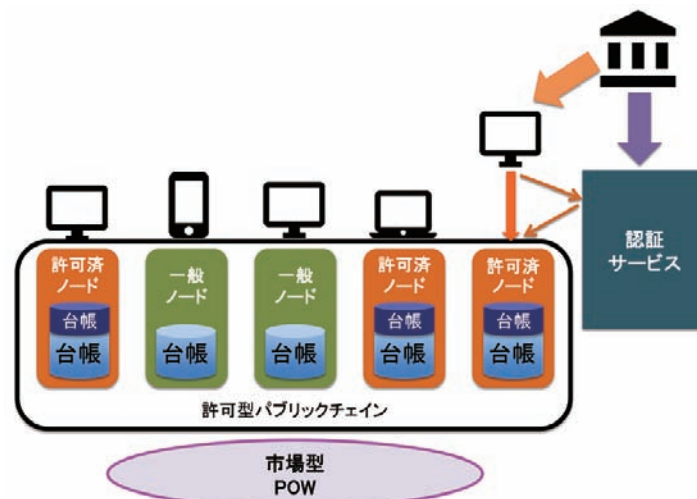 認証
サービス
許可済
ノード
台帳
台帳
一般
ノード
台帳
一般
ノード
台帳
許可済
ノード
台帳
台帳
許可済
ノード
台帳
台帳
許可型パブリックチェイン
市場型
POW